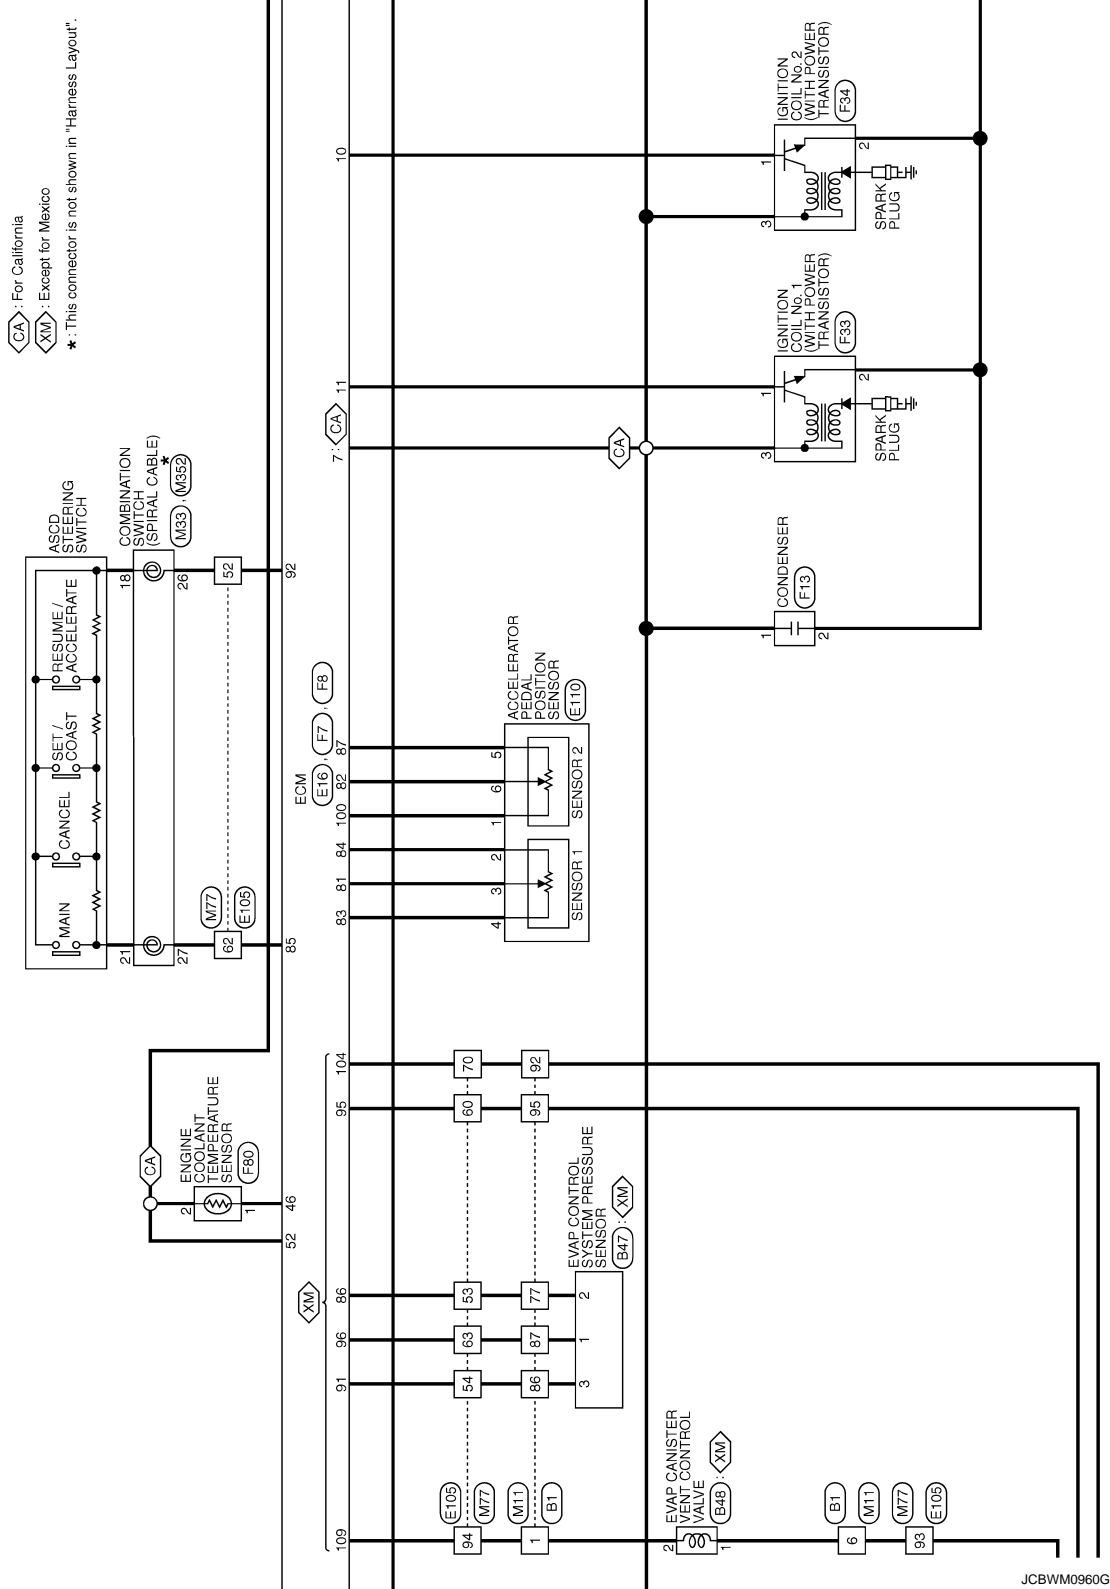 CA : For California
XM : Except for Mexico
* : This connector is not shown in "Harness Layout".
ASCD
STEERING
SWITCH
MAIN
CANCEL
SET /
COAST
RESUME /
ACCELERATE
COMBINATION
SWITCH
(SPIRAL CABLE)
M33 , M352 *
21
18
27
26
M77
E105
62
52
85
92
CA
ENGINE
COOLANT
TEMPERATURE
SENSOR
F80
2
1
52
46
ECM
E16 , F7 , F8
XM
109
91
96
86
95
104
83
81
84
100
82
87
7 : CA
11
10
E105
M77
94
54
63
53
60
70
M11
B1
1
86
87
77
95
92
3
1
2
EVAP CONTROL
SYSTEM PRESSURE
SENSOR
B47 : XM
4
3
2
1
6
5
SENSOR 1
SENSOR 2
ACCELERATOR
PEDAL
POSITION
SENSOR
E110
CA
EVAP CANISTER
VENT CONTROL
VALVE
B48 : XM
2
1
B1
M11
6
M77
E105
93
CONDENSER
F13
1
2
IGNITION
COIL No. 1
(WITH POWER
TRANSISTOR)
F33
3
1
2
SPARK
PLUG
IGNITION
COIL No. 2
(WITH POWER
TRANSISTOR)
F34
3
1
2
SPARK
PLUG
JCBWM0960G